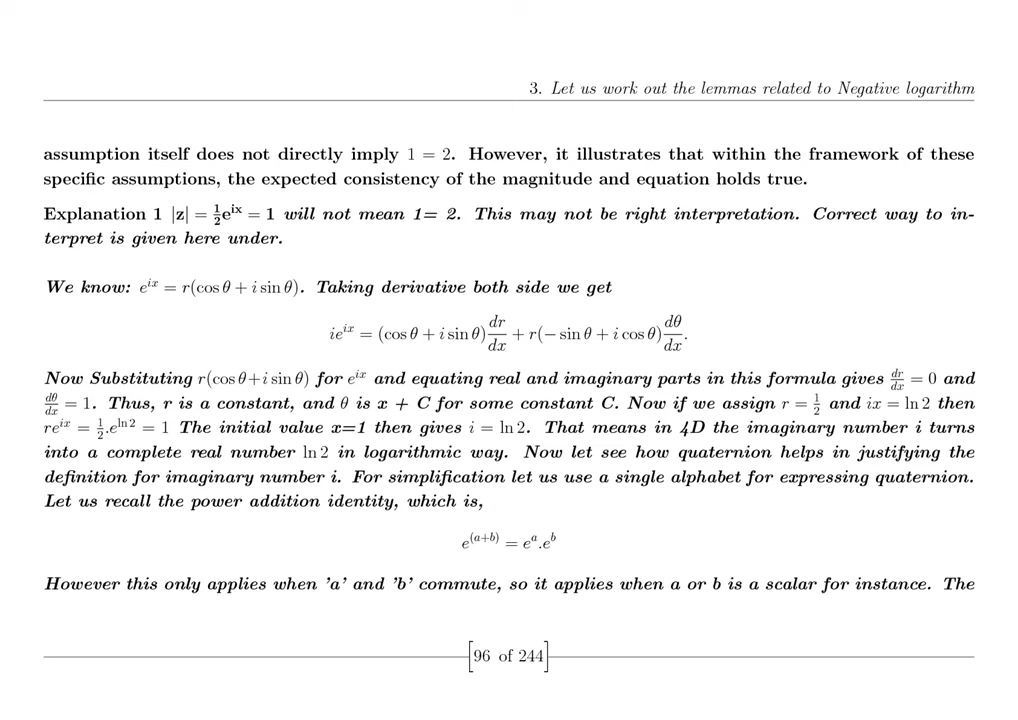 3. Let us work out the lemmas related to Negative logarithm
assumption itself does not directly imply 1 = 2. However, it illustrates that within the framework of these
specific assumptions, the expected consistency of the magnitude and equation holds true.
Explanation 1 |z| = \frac{1}{2}e^{ix} = 1 will not mean 1= 2. This may not be right interpretation. Correct way to in-
terpret is given here under.
We know: e^{ix} = r(cos θ + i sin θ). Taking derivative both side we get
ie^{ix} = (cos θ + i sin θ)\frac{dr}{dx} + r(− sin θ + i cos θ)\frac{dθ}{dx}.
Now Substituting r(cos θ+i sin θ) for e^{ix} and equating real and imaginary parts in this formula gives \frac{dr}{dx} = 0 and
\frac{dθ}{dx} = 1. Thus, r is a constant, and θ is x + C for some constant C. Now if we assign r = \frac{1}{2} and ix = ln 2 then
re^{ix} = \frac{1}{2}.e^{ln 2} = 1 The initial value x=1 then gives i = ln 2. That means in 4D the imaginary number i turns
into a complete real number ln 2 in logarithmic way. Now let see how quaternion helps in justifying the
definition for imaginary number i. For simplification let us use a single alphabet for expressing quaternion.
Let us recall the power addition identity, which is,
e^{(a+b)} = e^{a}.e^{b}
However this only applies when 'a' and 'b' commute, so it applies when a or b is a scalar for instance. The
[96 of 244]